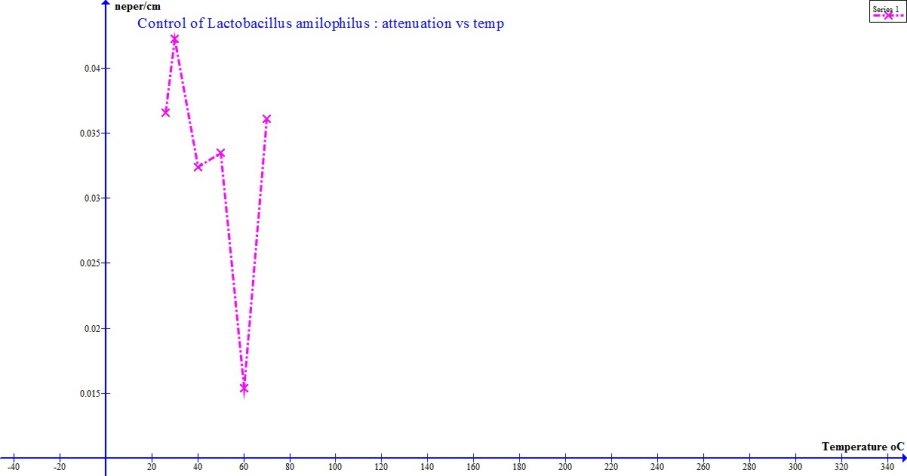 neper/cm
Control of Lactobacillus amilophilus : attenuation vs temp
Series 1
0.04
0.035
0.03
0.025
0.02
0.015
Temperature oC
-40 -20 20 40 60 80 100 120 140 160 180 200 220 240 260 280 300 320 340